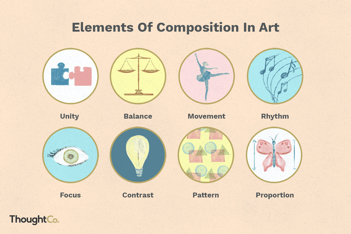 Elements Of Composition In Art
Unity Balance Movement Rhythm
Focus Contrast Pattern Proportion
ThoughtCo.